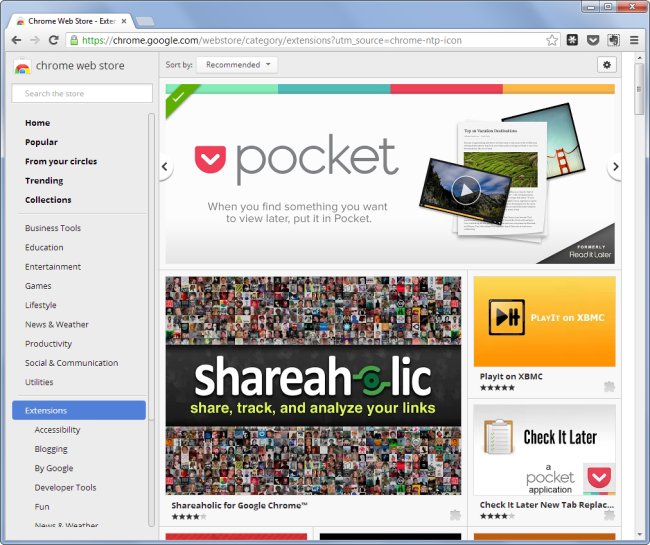 Chrome Web Store - Exten
https://chrome.google.com/webstore/category/extensions?utm_source=chrome-ntp-icon
chrome web store
Search the store
Home
Popular
From your circles
Trending
Collections
Business Tools
Education
Entertainment
Games
Lifestyle
News & Weather
Productivity
Social & Communication
Utilities
Extensions
Accessibility
Blogging
By Google
Developer Tools
Fun
News & Weather
Sort by: Recommended
pocket
When you find something you want
to view later, put it in Pocket.
Top 10 Vacation Destinations
FORMERLY
Read It Later
shareaholic
share, track, and analyze your links
Shareaholic for Google Chrome™
PLAYIT ON XBMC
PlayIt on XBMC
Check It Later
a
pocket
application
Check It Later New Tab Replac...